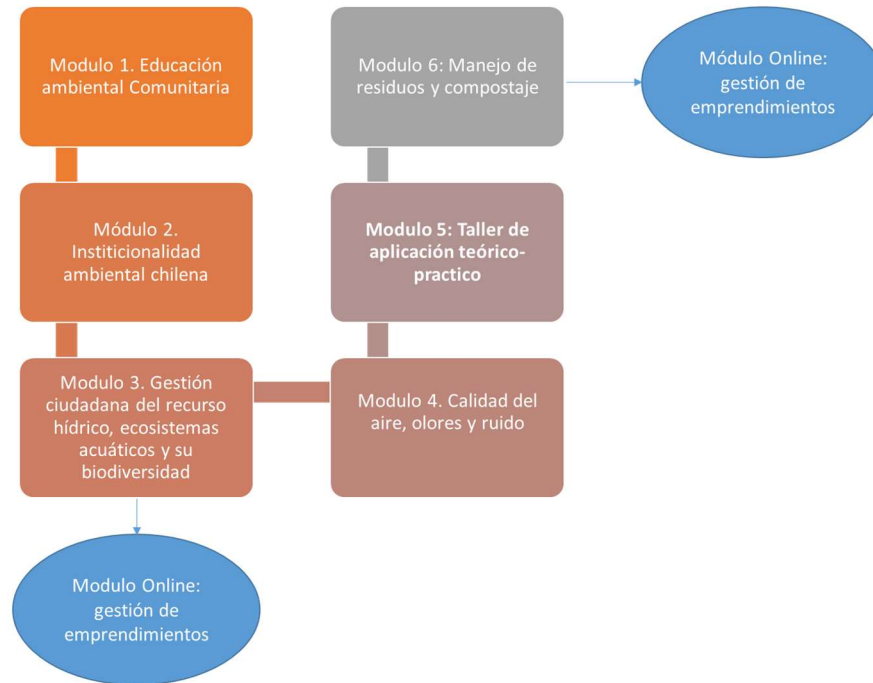 Modulo 1. Educación
ambiental Comunitaria
Módulo 2.
Institicionalidad
ambiental chilena
Modulo 3. Gestión
ciudadana del recurso
hídrico, ecosistemas
acuáticos y su
biodiversidad
Modulo Online:
gestión de
emprendimientos
Modulo 4. Calidad del
aire, olores y ruido
Modulo 5: Taller de
aplicación teórico-
practico
Modulo 6: Manejo de
residuos y compostaje
Módulo Online:
gestión de
emprendimientos